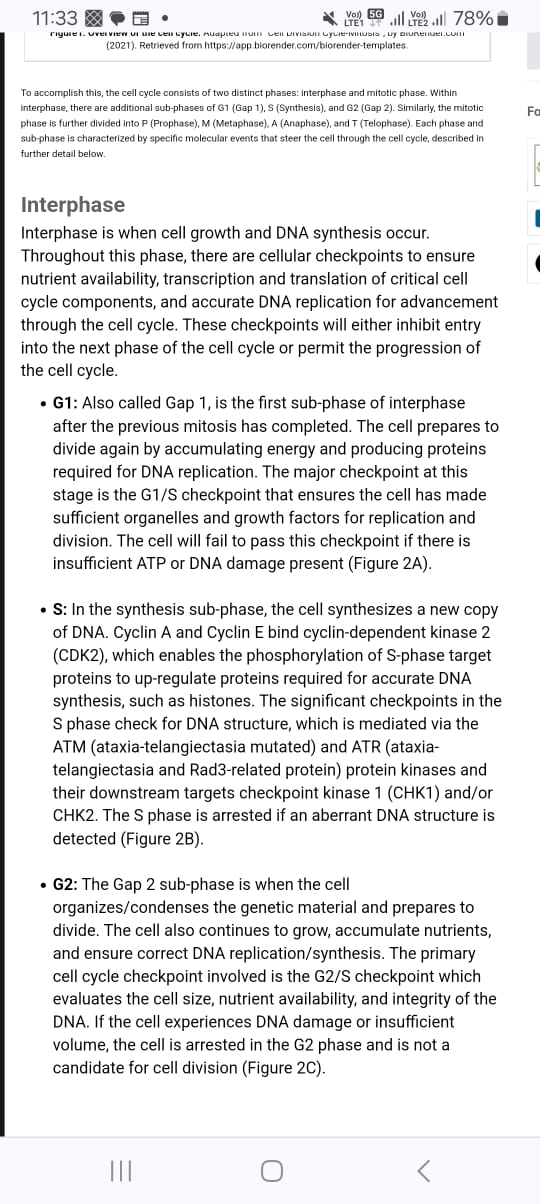 11:33
Vo) 5G Vo) 78%
LTE1 LTE2
Figure 1. Overview of the cell cycle. Adapted from "Cell Division Cycle-Mitosis", by BioRender.com
(2021). Retrieved from https://app.biorender.com/biorender-templates.
To accomplish this, the cell cycle consists of two distinct phases: interphase and mitotic phase. Within
interphase, there are additional sub-phases of G1 (Gap 1), S (Synthesis), and G2 (Gap 2). Similarly, the mitotic
phase is further divided into P (Prophase), M (Metaphase), A (Anaphase), and T (Telophase). Each phase and
sub-phase is characterized by specific molecular events that steer the cell through the cell cycle, described in
further detail below.
Fo
Interphase
Interphase is when cell growth and DNA synthesis occur.
Throughout this phase, there are cellular checkpoints to ensure
nutrient availability, transcription and translation of critical cell
cycle components, and accurate DNA replication for advancement
through the cell cycle. These checkpoints will either inhibit entry
into the next phase of the cell cycle or permit the progression of
the cell cycle.
• G1: Also called Gap 1, is the first sub-phase of interphase
after the previous mitosis has completed. The cell prepares to
divide again by accumulating energy and producing proteins
required for DNA replication. The major checkpoint at this
stage is the G1/S checkpoint that ensures the cell has made
sufficient organelles and growth factors for replication and
division. The cell will fail to pass this checkpoint if there is
insufficient ATP or DNA damage present (Figure 2A).
• S: In the synthesis sub-phase, the cell synthesizes a new copy
of DNA. Cyclin A and Cyclin E bind cyclin-dependent kinase 2
(CDK2), which enables the phosphorylation of S-phase target
proteins to up-regulate proteins required for accurate DNA
synthesis, such as histones. The significant checkpoints in the
S phase check for DNA structure, which is mediated via the
ATM (ataxia-telangiectasia mutated) and ATR (ataxia-
telangiectasia and Rad3-related protein) protein kinases and
their downstream targets checkpoint kinase 1 (CHK1) and/or
CHK2. The S phase is arrested if an aberrant DNA structure is
detected (Figure 2B).
• G2: The Gap 2 sub-phase is when the cell
organizes/condenses the genetic material and prepares to
divide. The cell also continues to grow, accumulate nutrients,
and ensure correct DNA replication/synthesis. The primary
cell cycle checkpoint involved is the G2/S checkpoint which
evaluates the cell size, nutrient availability, and integrity of the
DNA. If the cell experiences DNA damage or insufficient
volume, the cell is arrested in the G2 phase and is not a
candidate for cell division (Figure 2C).